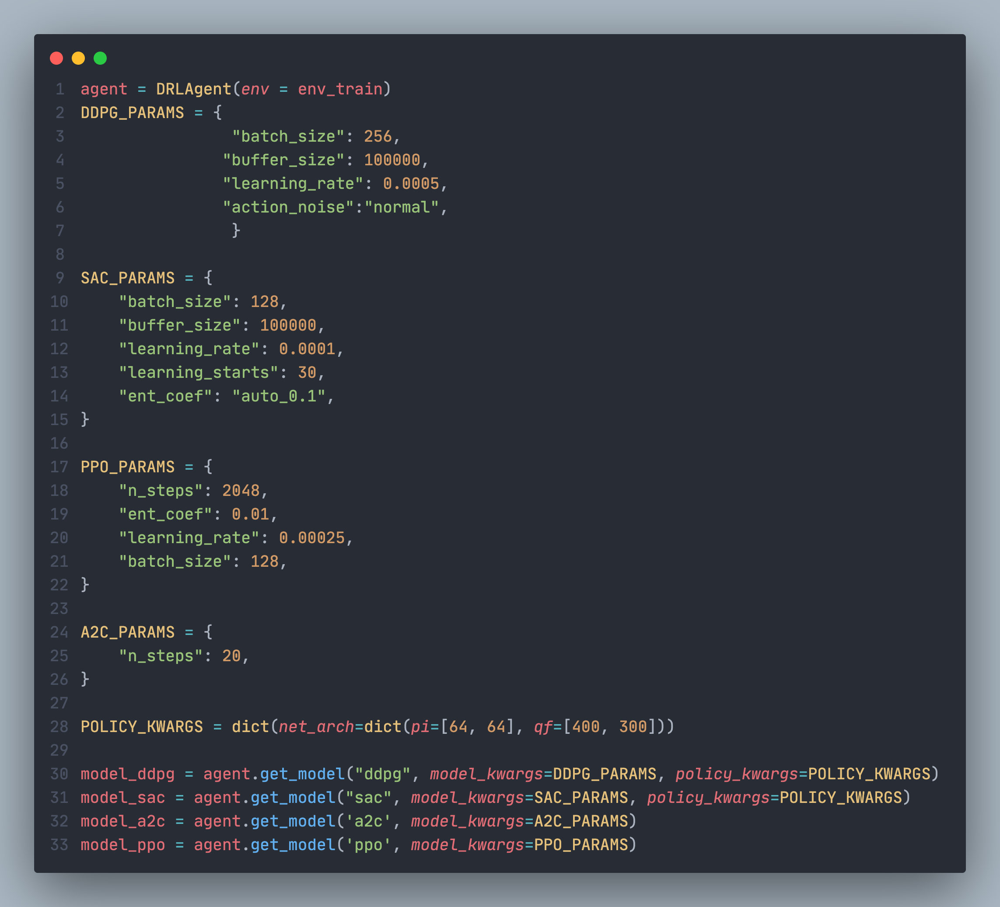 1 agent = DRLAgent(env = env_train)
2 DDPG_PARAMS = {
3                 "batch_size": 256,
4                "buffer_size": 100000,
5                "learning_rate": 0.0005,
6                "action_noise":"normal",
7                 }
8
9 SAC_PARAMS = {
10     "batch_size": 128,
11     "buffer_size": 100000,
12     "learning_rate": 0.0001,
13     "learning_starts": 30,
14     "ent_coef": "auto_0.1",
15 }
16
17 PPO_PARAMS = {
18     "n_steps": 2048,
19     "ent_coef": 0.01,
20     "learning_rate": 0.00025,
21     "batch_size": 128,
22 }
23
24 A2C_PARAMS = {
25     "n_steps": 20,
26 }
27
28 POLICY_KWARGS = dict(net_arch=dict(pi=[64, 64], qf=[400, 300]))
29
30 model_ddpg = agent.get_model("ddpg", model_kwargs=DDPG_PARAMS, policy_kwargs=POLICY_KWARGS)
31 model_sac = agent.get_model("sac", model_kwargs=SAC_PARAMS, policy_kwargs=POLICY_KWARGS)
32 model_a2c = agent.get_model('a2c', model_kwargs=A2C_PARAMS)
33 model_ppo = agent.get_model('ppo', model_kwargs=PPO_PARAMS)